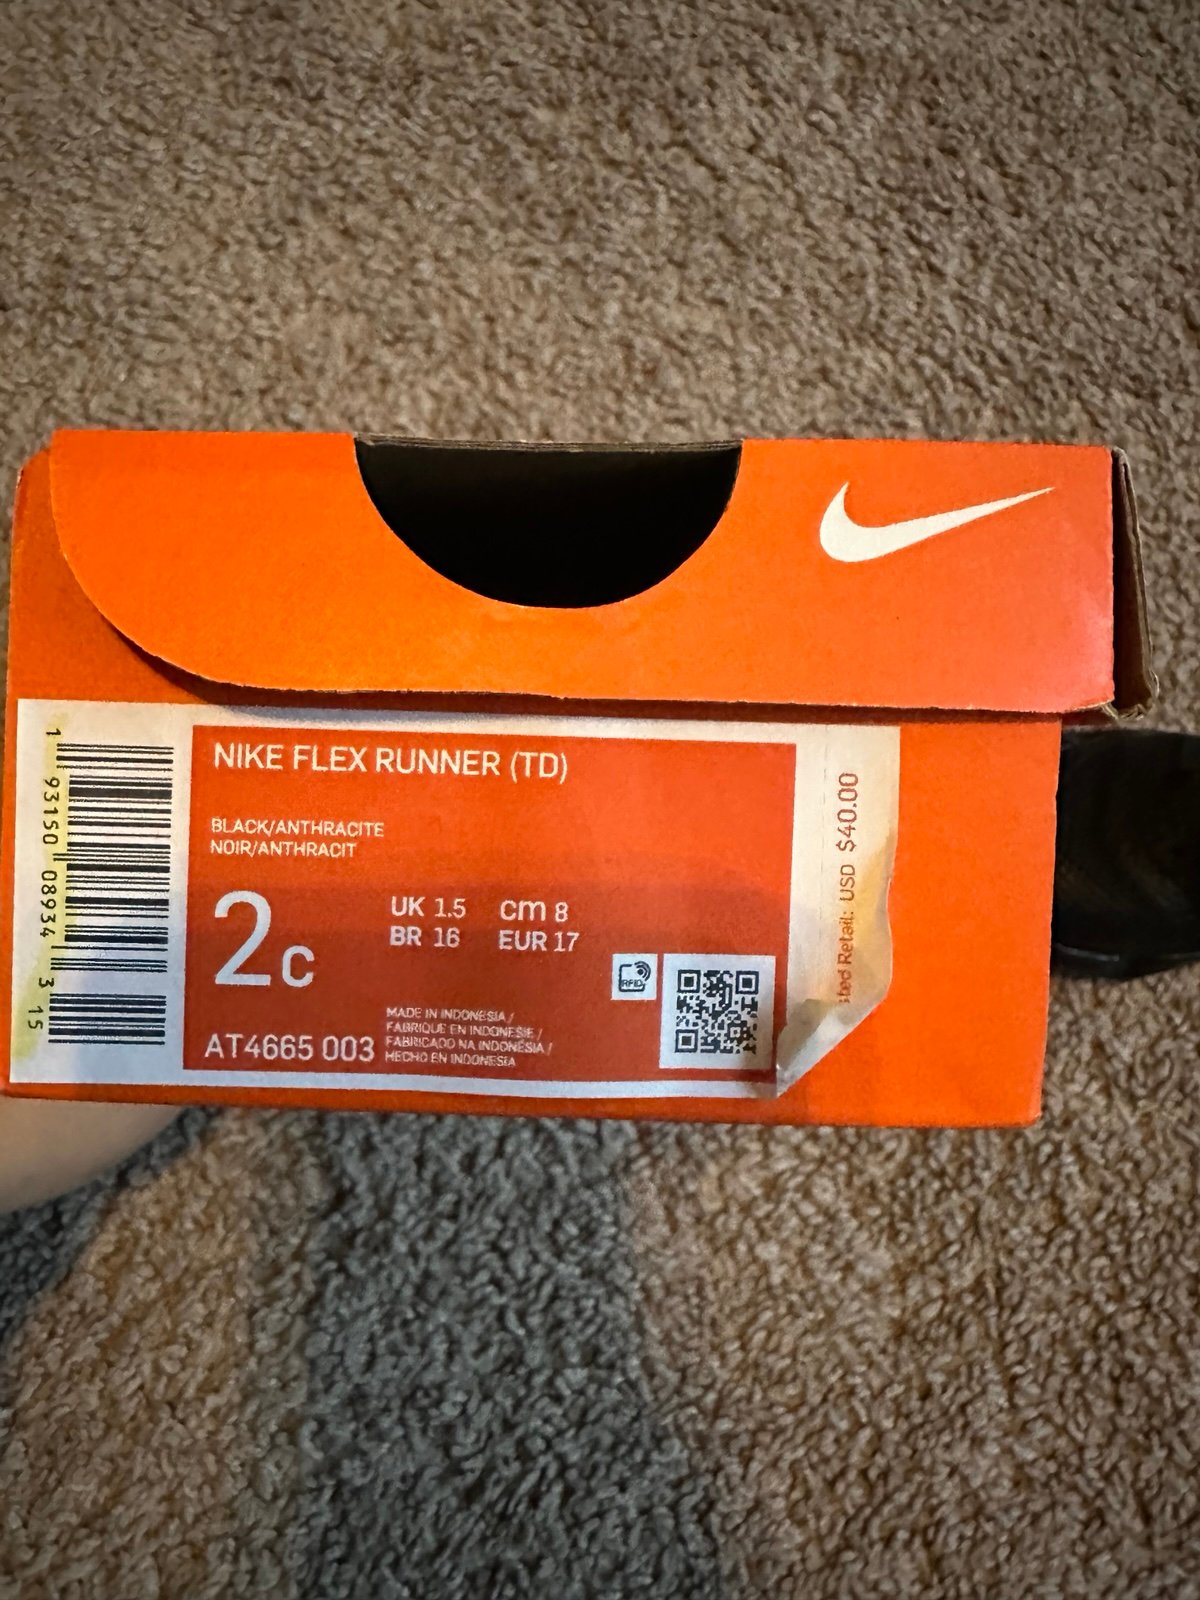 NIKE FLEX RUNNER (TD)
BLACK/ANTHRACITE
NOIR/ANTHRACIT
2c
UK 1.5 cm 8
BR 16 EUR 17
MADE IN INDONESIA /
FABRIQUE EN INDONESIE /
FABRICADO NA INDONÉSIA /
HECHO EN INDONESIA
AT4665 003
RFID
1 93150 08934 3 15
sted Retail: USD $40.00